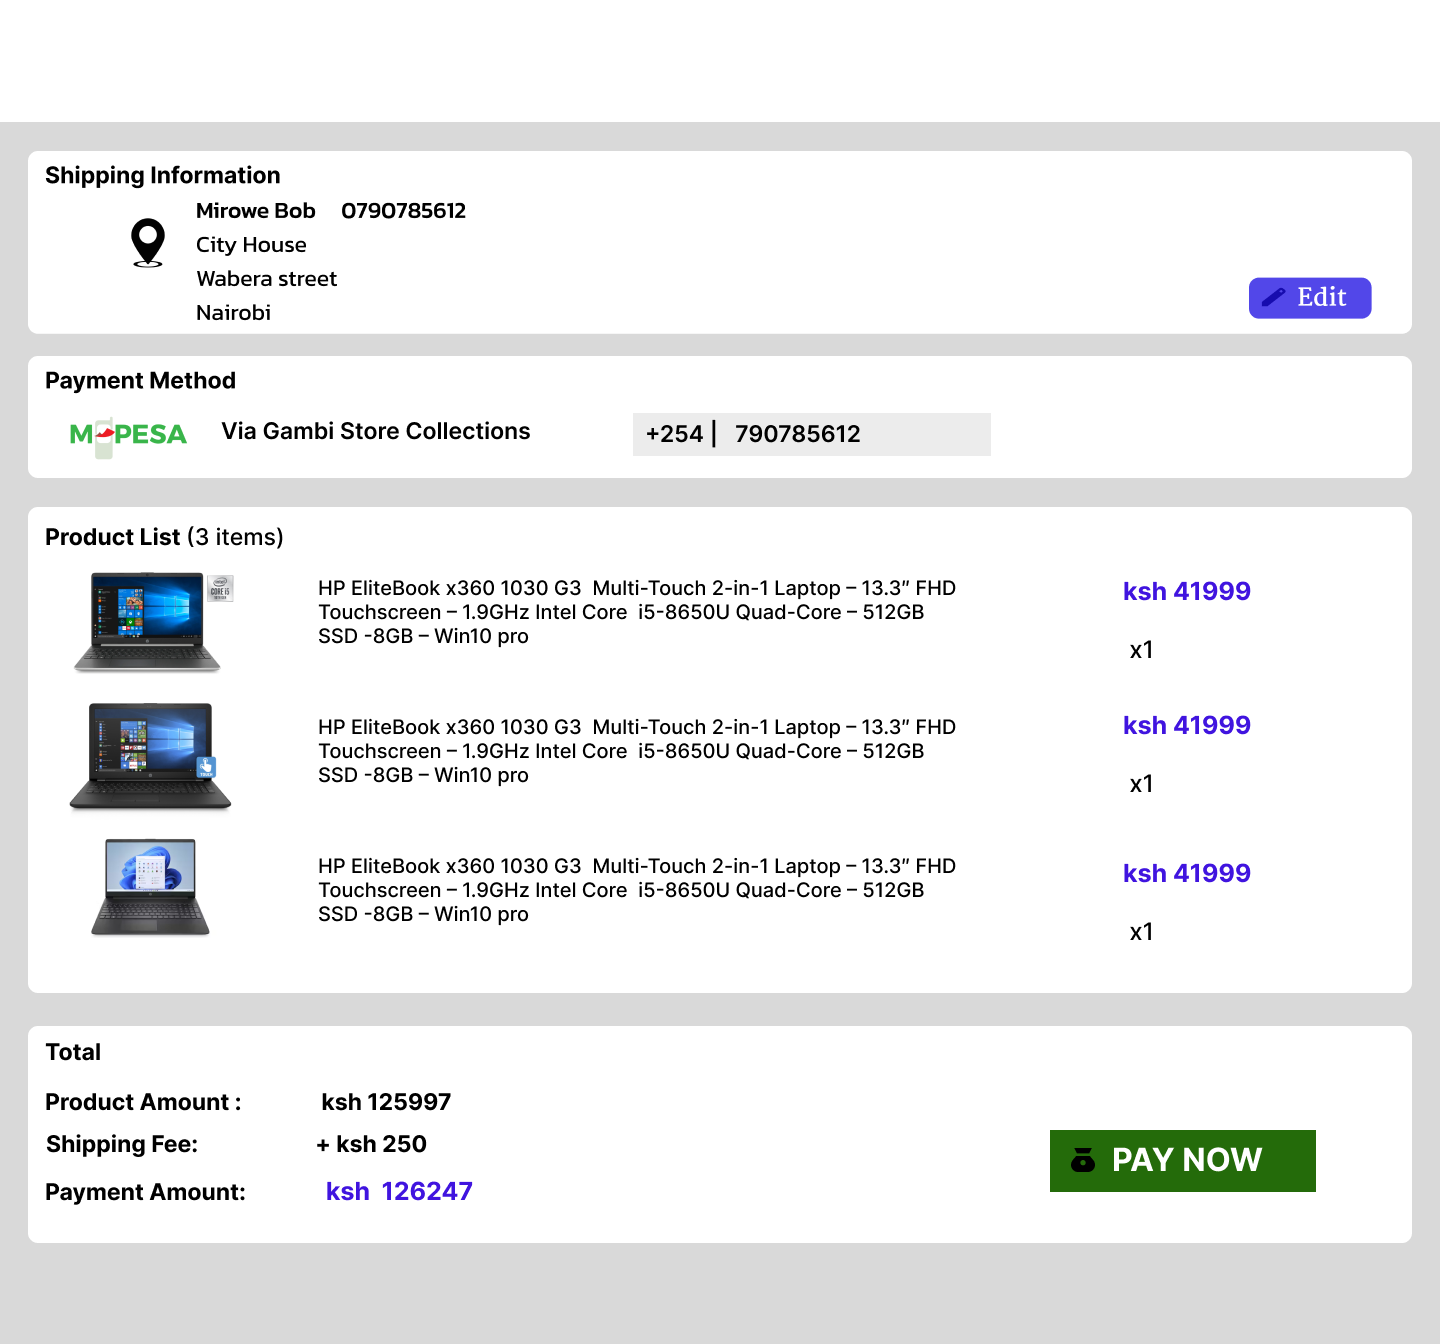 Shipping Information
Mirowe Bob 0790785612
City House
Wabera street
Nairobi
Edit
Payment Method
M-PESA Via Gambi Store Collections +254 | 790785612
Product List (3 items)
HP EliteBook x360 1030 G3 Multi-Touch 2-in-1 Laptop – 13.3″ FHD
Touchscreen – 1.9GHz Intel Core i5-8650U Quad-Core – 512GB
SSD -8GB – Win10 pro
ksh 41999
x1
CORE i5
HP EliteBook x360 1030 G3 Multi-Touch 2-in-1 Laptop – 13.3″ FHD
Touchscreen – 1.9GHz Intel Core i5-8650U Quad-Core – 512GB
SSD -8GB – Win10 pro
ksh 41999
x1
TOUCH
HP EliteBook x360 1030 G3 Multi-Touch 2-in-1 Laptop – 13.3″ FHD
Touchscreen – 1.9GHz Intel Core i5-8650U Quad-Core – 512GB
SSD -8GB – Win10 pro
ksh 41999
x1
Total
Product Amount : ksh 125997
Shipping Fee: + ksh 250
Payment Amount: ksh 126247
PAY NOW